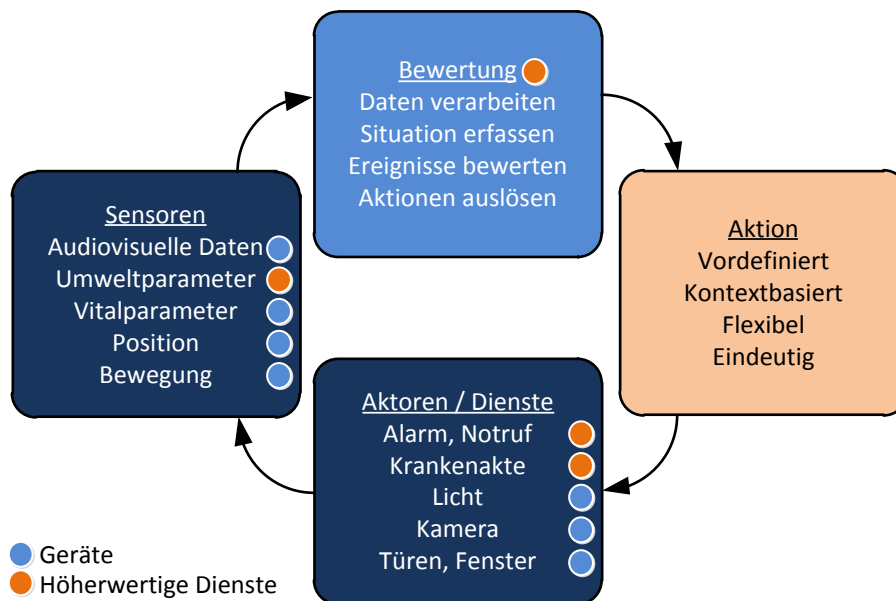 Bewertung
Daten verarbeiten
Situation erfassen
Ereignisse bewerten
Aktionen auslösen
Sensoren
Audiovisuelle Daten
Umweltparameter
Vitalparameter
Position
Bewegung
Aktion
Vordefiniert
Kontextbasiert
Flexibel
Eindeutig
Aktoren / Dienste
Alarm, Notruf
Krankenakte
Licht
Kamera
Türen, Fenster
Geräte
Höherwertige Dienste